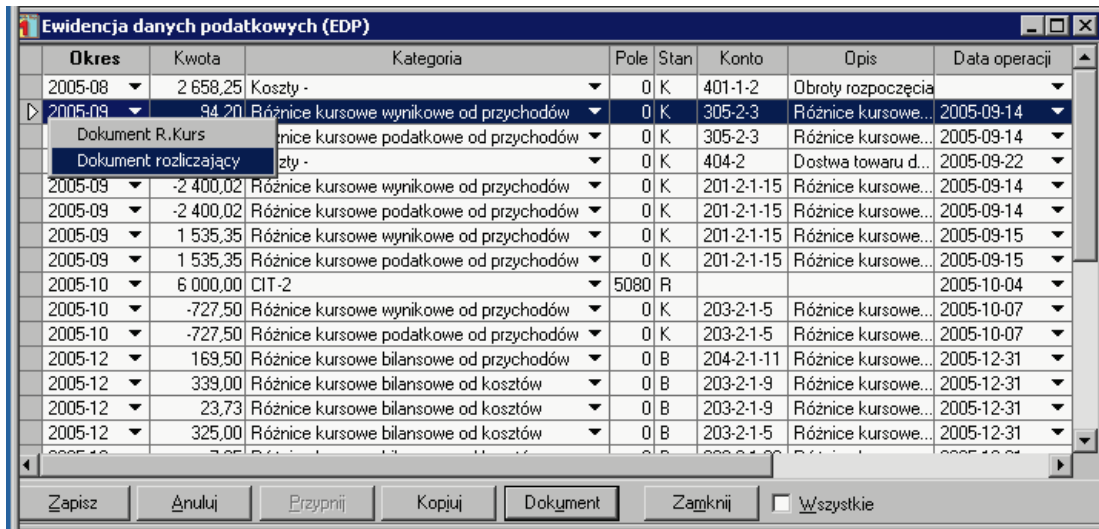 Ewidencja danych podatkowych (EDP)
Okres Kwota Kategoria Pole Stan Konto Opis Data operacji
2005-08 2 658,25 Koszty - 0 K 401-1-2 Obroty rozpoczęcia
2005-09 94,20 Różnice kursowe wynikowe od przychodów 0 K 305-2-3 Różnice kursowe... 2005-09-14
Dokument R.Kurs żnice kursowe podatkowe od przychodów 0 K 305-2-3 Różnice kursowe... 2005-09-14
Dokument rozliczający zty - 0 K 404-2 Dostwa towaru d... 2005-09-22
2005-09 -2 400,02 Różnice kursowe wynikowe od przychodów 0 K 201-2-1-15 Różnice kursowe... 2005-09-14
2005-09 -2 400,02 Różnice kursowe podatkowe od przychodów 0 K 201-2-1-15 Różnice kursowe... 2005-09-14
2005-09 1 535,35 Różnice kursowe wynikowe od przychodów 0 K 201-2-1-15 Różnice kursowe... 2005-09-15
2005-09 1 535,35 Różnice kursowe podatkowe od przychodów 0 K 201-2-1-15 Różnice kursowe... 2005-09-15
2005-10 6 000,00 CIT-2 5080 R 2005-10-04
2005-10 -727,50 Różnice kursowe wynikowe od przychodów 0 K 203-2-1-5 Różnice kursowe... 2005-10-07
2005-10 -727,50 Różnice kursowe podatkowe od przychodów 0 K 203-2-1-5 Różnice kursowe... 2005-10-07
2005-12 169,50 Różnice kursowe bilansowe od przychodów 0 B 204-2-1-11 Różnice kursowe... 2005-12-31
2005-12 339,00 Różnice kursowe bilansowe od kosztów 0 B 203-2-1-9 Różnice kursowe... 2005-12-31
2005-12 23,73 Różnice kursowe bilansowe od kosztów 0 B 203-2-1-9 Różnice kursowe... 2005-12-31
2005-12 325,00 Różnice kursowe bilansowe od kosztów 0 B 203-2-1-5 Różnice kursowe... 2005-12-31
Zapisz Anuluj Przypnij Kopiuj Dokument Zamknij Wszystkie